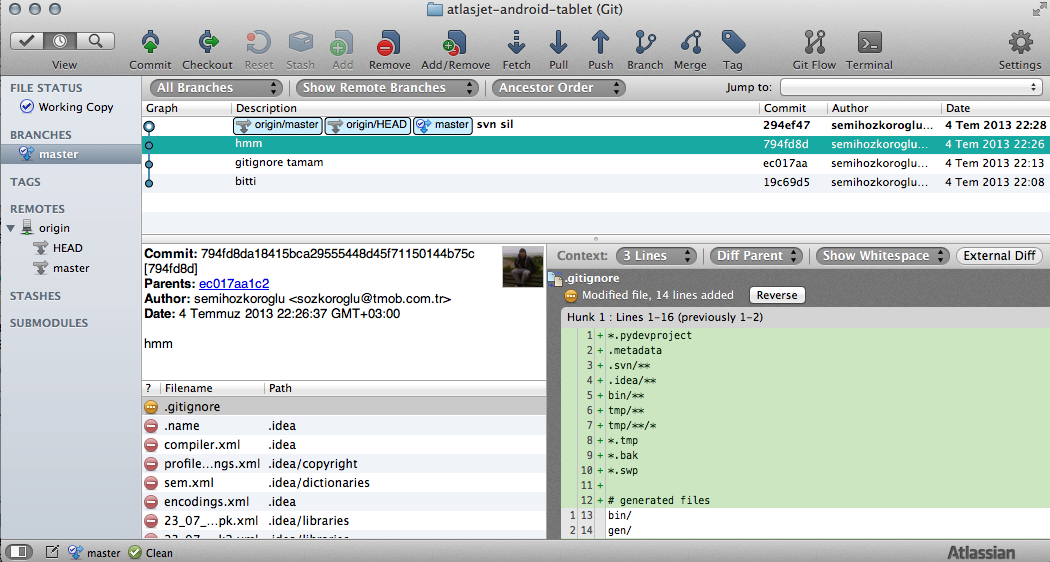 atlasjet-android-tablet (Git)
View Commit Checkout Reset Stash Add Remove Add/Remove Fetch Pull Push Branch Merge Tag Git Flow Terminal Settings
FILE STATUS
Working Copy
BRANCHES
master
TAGS
REMOTES
origin
HEAD
master
STASHES
SUBMODULES
All Branches Show Remote Branches Ancestor Order Jump to:
Graph Description Commit Author Date
origin/master origin/HEAD master svn sil 294ef47 semihozkoroglu... 4 Tem 2013 22:28
hmm 794fd8d semihozkoroglu... 4 Tem 2013 22:26
gitignore tamam ec017aa semihozkoroglu... 4 Tem 2013 22:13
bitti 19c69d5 semihozkoroglu... 4 Tem 2013 22:08
Commit: 794fd8da18415bca29555448d45f71150144b75c
[794fd8d]
Parents: ec017aa1c2
Author: semihozkoroglu <sozkoroglu@tmob.com.tr>
Date: 4 Temmuz 2013 22:26:37 GMT+03:00
hmm
? Filename Path
.gitignore
.name .idea
compiler.xml .idea
profile...ngs.xml .idea/copyright
sem.xml .idea/dictionaries
encodings.xml .idea
23_07_...pk.xml .idea/libraries
Context: 3 Lines Diff Parent Show Whitespace External Diff
.gitignore
Modified file, 14 lines added Reverse
Hunk 1 : Lines 1-16 (previously 1-2)
1 + *.pydevproject
2 + .metadata
3 + .svn/**
4 + .idea/**
5 + bin/**
6 + tmp/**
7 + tmp/**/*
8 + *.tmp
9 + *.bak
10 + *.swp
11 +
12 + # generated files
1 13 bin/
2 14 gen/
master Clean
Atlassian